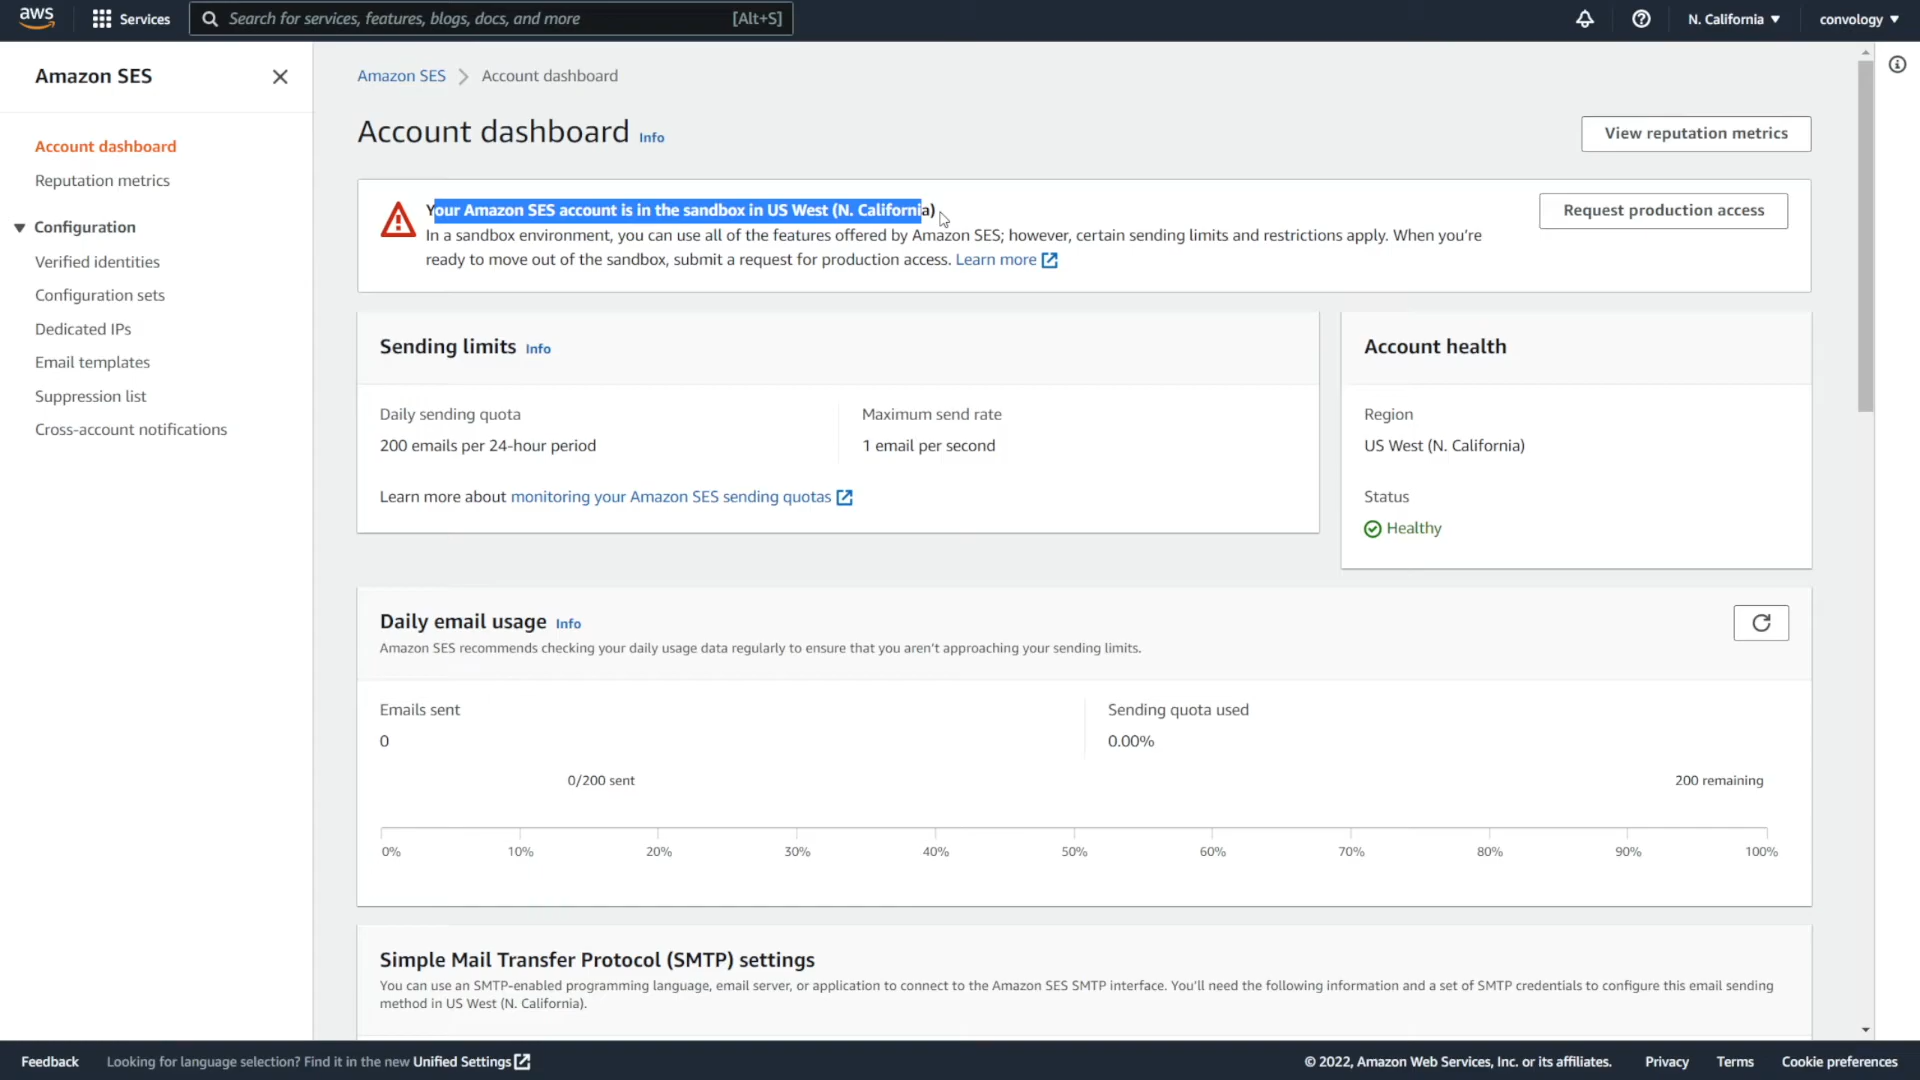 aws
Services
Search for services, features, blogs, docs, and more
[Alt+S]
N. California ▼
convology ▼
Amazon SES
Account dashboard
Reputation metrics
▼ Configuration
Verified identities
Configuration sets
Dedicated IPs
Email templates
Suppression list
Cross-account notifications
Amazon SES > Account dashboard
Account dashboard Info
View reputation metrics
Your Amazon SES account is in the sandbox in US West (N. California)
In a sandbox environment, you can use all of the features offered by Amazon SES; however, certain sending limits and restrictions apply. When you're
ready to move out of the sandbox, submit a request for production access. Learn more
Request production access
Sending limits Info
Daily sending quota
200 emails per 24-hour period
Maximum send rate
1 email per second
Learn more about monitoring your Amazon SES sending quotas
Account health
Region
US West (N. California)
Status
Healthy
Daily email usage Info
Amazon SES recommends checking your daily usage data regularly to ensure that you aren't approaching your sending limits.
Emails sent
0
Sending quota used
0.00%
0/200 sent
200 remaining
0% 10% 20% 30% 40% 50% 60% 70% 80% 90% 100%
Simple Mail Transfer Protocol (SMTP) settings
You can use an SMTP-enabled programming language, email server, or application to connect to the Amazon SES SMTP interface. You'll need the following information and a set of SMTP credentials to configure this email sending
method in US West (N. California).
Feedback
Looking for language selection? Find it in the new Unified Settings
© 2022, Amazon Web Services, Inc. or its affiliates.
Privacy
Terms
Cookie preferences